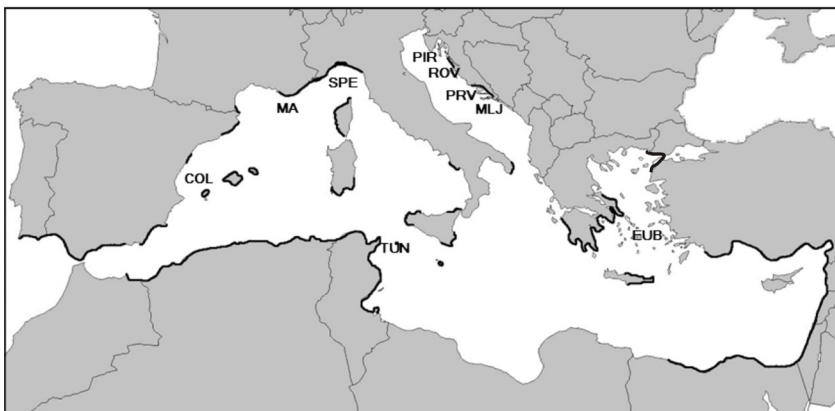 PIR
ROV
SPE
PRV
MA
MLJ
COL
EUB
TUN